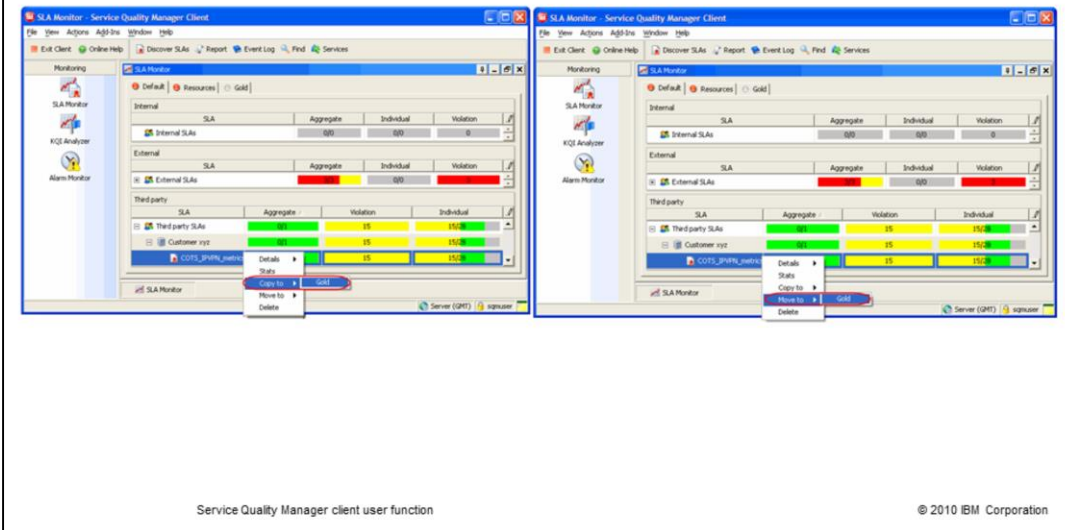 SLA Monitor - Service Quality Manager Client
File View Actions Add-Ins Window Help
Exit Client Online Help Discover SLAs Report Event Log Find Services
Monitoring
SLA Monitor
KQI Analyzer
Alarm Monitor
SLA Monitor
Default Resources Gold
Internal
SLA Aggregate Individual Violation
Internal SLAs 0/0 0/0 0
External
SLA Aggregate Individual Violation
External SLAs 0/0
Third party
SLA Aggregate Violation Individual
Third party SLAs 0/1 15 15/28
Customer xyz 0/1 15 15/28
COTS_IPVPN_metric 15 15/28
Details
Stats
Copy to Gold
Move to
Delete
SLA Monitor
Server (GMT) sqmuser
SLA Monitor - Service Quality Manager Client
File View Actions Add-Ins Window Help
Exit Client Online Help Discover SLAs Report Event Log Find Services
Monitoring
SLA Monitor
KQI Analyzer
Alarm Monitor
SLA Monitor
Default Resources Gold
Internal
SLA Aggregate Individual Violation
Internal SLAs 0/0 0/0 0
External
SLA Aggregate Individual Violation
External SLAs 0/0
Third party
SLA Aggregate Violation Individual
Third party SLAs 0/1 15 15/28
Customer xyz 0/1 15 15/28
COTS_IPVPN_metric 15 15/28
Details
Stats
Copy to
Move to Gold
Delete
SLA Monitor
Server (GMT) sqmuser
Service Quality Manager client user function
© 2010 IBM Corporation